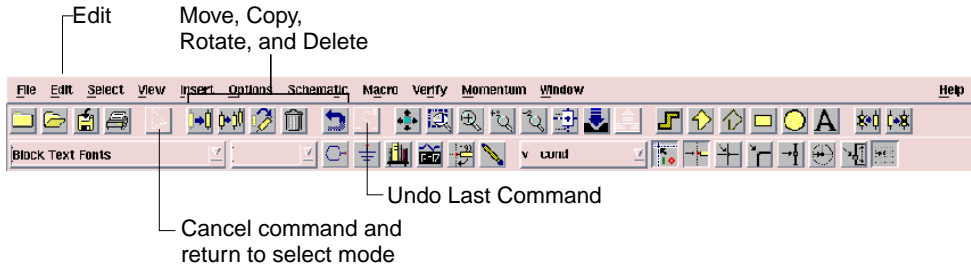 Edit
Move, Copy,
Rotate, and Delete
File Edit Select View Insert Options Schematic Macro Verify Momentum Window Help
A
Block Text Fonts
v cond
Undo Last Command
Cancel command and
return to select mode